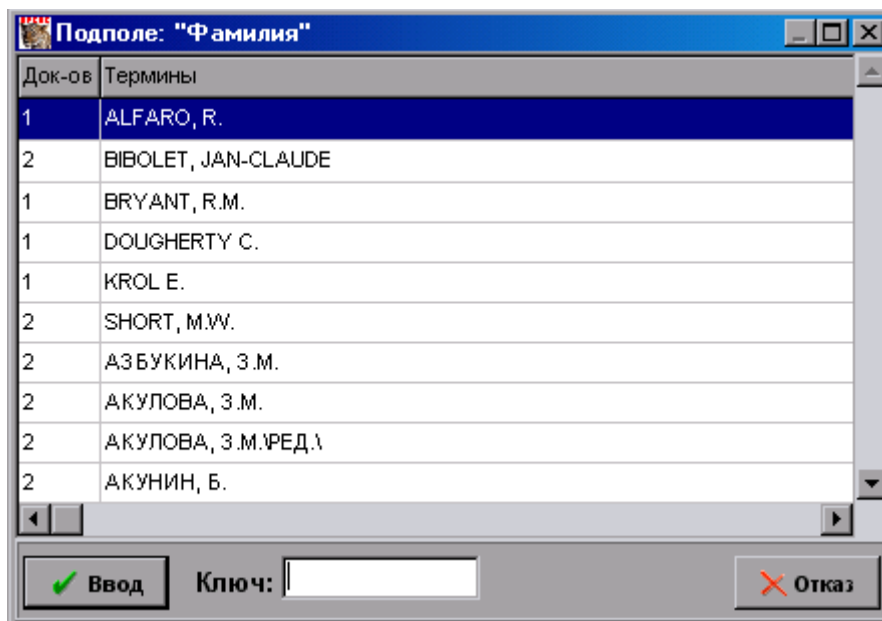 Подполе: "Фамилия"
Док-ов Термины
1 ALFARO, R.
2 BIBOLET, JAN-CLAUDE
1 BRYANT, R.M.
1 DOUGHERTY C.
1 KROL E.
2 SHORT, M.W.
2 АЗБУКИНА, З.М.
2 АКУЛОВА, З.М.
2 АКУЛОВА, З.М.\РЕД.\
2 АКУНИН, Б.
Ввод Ключ: Отказ